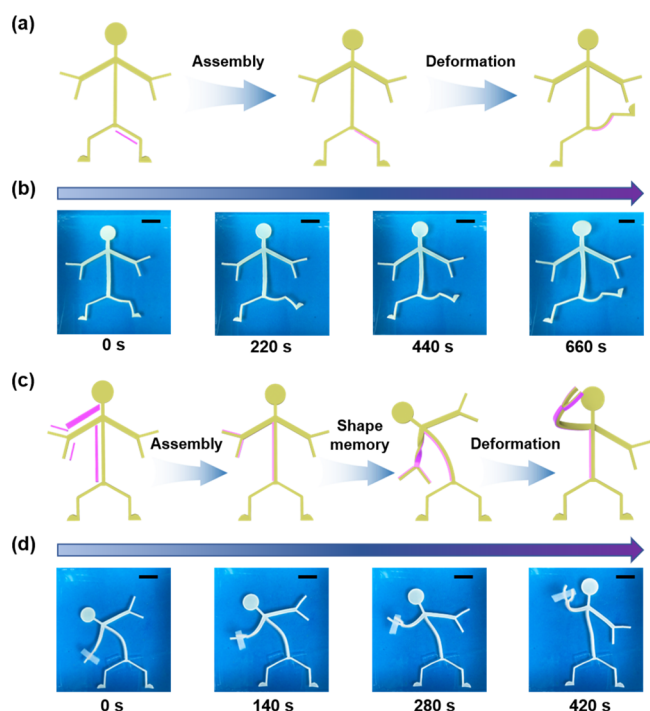 (a)
Assembly
Deformation
(b)
0 s
220 s
440 s
660 s
(c)
Assembly
Shape
memory
Deformation
(d)
0 s
140 s
280 s
420 s